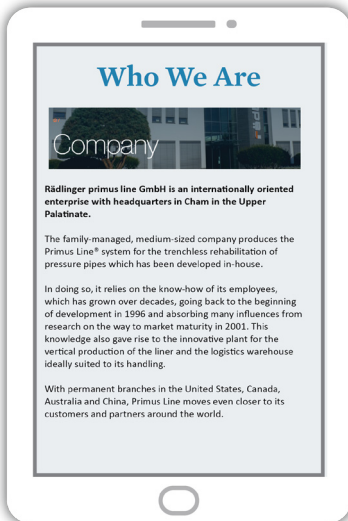 Who We Are
Company
Rädlinger primus line GmbH is an internationally oriented
enterprise with headquarters in Cham in the Upper
Palatinate.
The family-managed, medium-sized company produces the
Primus Line® system for the trenchless rehabilitation of
pressure pipes which has been developed in-house.
In doing so, it relies on the know-how of its employees,
which has grown over decades, going back to the beginning
of development in 1996 and absorbing many influences from
research on the way to market maturity in 2001. This
knowledge also gave rise to the innovative plant for the
vertical production of the liner and the logistics warehouse
ideally suited to its handling.
With permanent branches in the United States, Canada,
Australia and China, Primus Line moves even closer to its
customers and partners around the world.